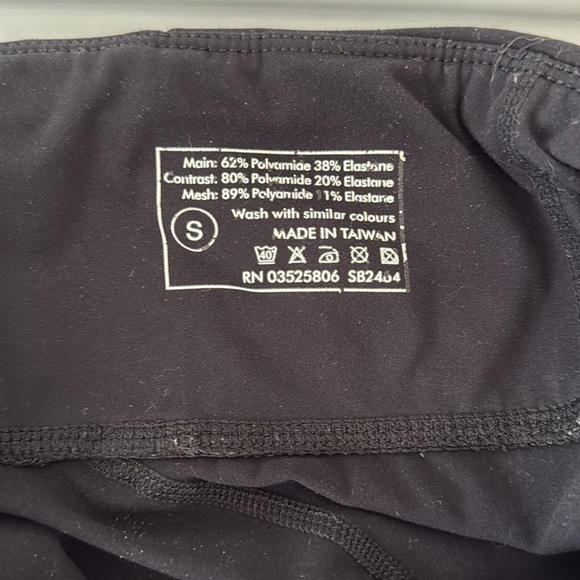 Main: 62% Polyamide 38% Elastane
Contrast: 80% Polyamide 20% Elastane
Mesh: 89% Polyamide 11% Elastane
Wash with similar colours
S
MADE IN TAIWAN
40
RN 03525806 SB2464